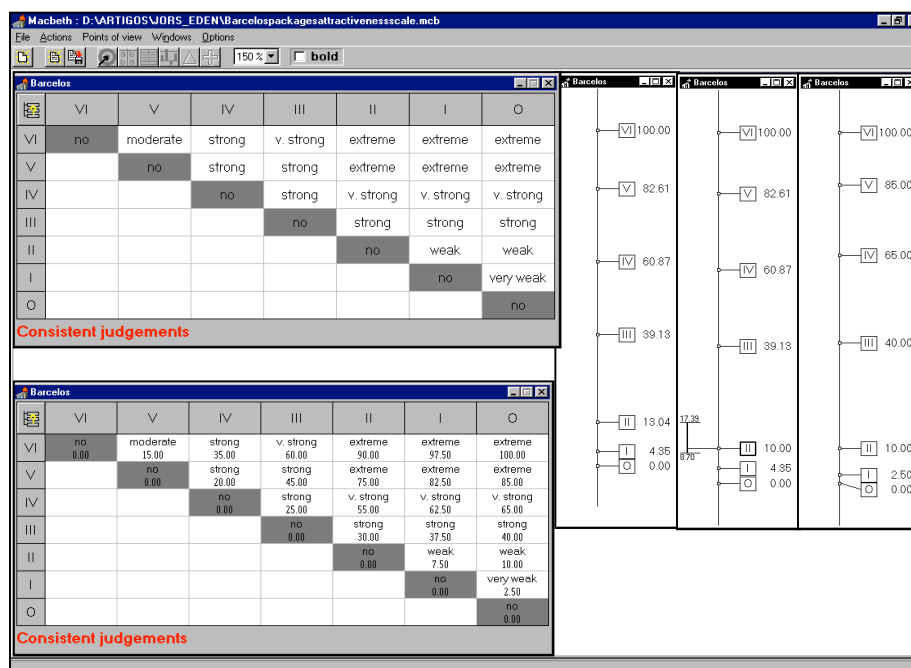 Macbeth : D:\ARTIGOS\JORS_EDEN\Barcelospackagesattractivenessscale.mcb
File Actions Points of view Windows Options
150 % bold
Barcelos
VI V IV III II I O
VI no moderate strong v. strong extreme extreme extreme
V no strong strong extreme extreme extreme
IV no strong v. strong v. strong v. strong
III no strong strong strong
II no weak weak
I no very weak
O no
Consistent judgements
Barcelos
VI V IV III II I O
VI no moderate strong v. strong extreme extreme extreme
0.00 15.00 35.00 60.00 90.00 97.50 100.00
V no strong strong extreme extreme extreme
0.00 20.00 45.00 75.00 82.50 85.00
IV no strong v. strong v. strong v. strong
0.00 25.00 55.00 62.50 65.00
III no strong strong strong
0.00 30.00 37.50 40.00
II no weak weak
0.00 7.50 10.00
I no very weak
0.00 2.50
O no
0.00
Consistent judgements
Barcelos
VI 100.00
V 82.61
IV 60.87
III 39.13
II 13.04
I 4.35
O 0.00
Barcelos
VI 100.00
V 82.61
IV 60.87
III 39.13
17.39
II 10.00
8.70
I 4.35
O 0.00
Barcelos
VI 100.00
V 85.00
IV 65.00
III 40.00
II 10.00
I 2.50
O 0.00